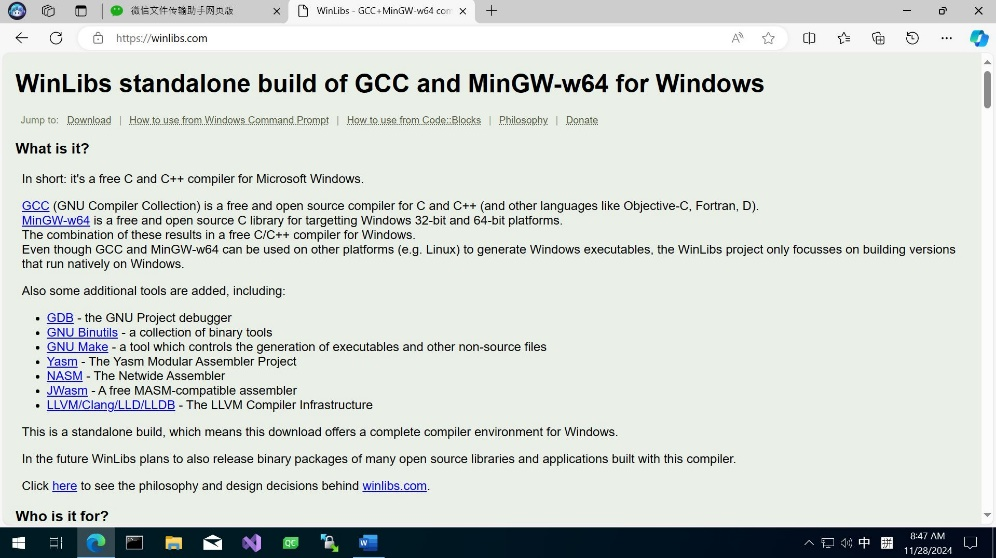 微信文件传输助手网页版
WinLibs - GCC+MinGW-w64 com
https://winlibs.com
WinLibs standalone build of GCC and MinGW-w64 for Windows
Jump to: Download | How to use from Windows Command Prompt | How to use from Code::Blocks | Philosophy | Donate
What is it?
In short: it's a free C and C++ compiler for Microsoft Windows.
GCC (GNU Compiler Collection) is a free and open source compiler for C and C++ (and other languages like Objective-C, Fortran, D).
MinGW-w64 is a free and open source C library for targetting Windows 32-bit and 64-bit platforms.
The combination of these results in a free C/C++ compiler for Windows.
Even though GCC and MinGW-w64 can be used on other platforms (e.g. Linux) to generate Windows executables, the WinLibs project only focusses on building versions
that run natively on Windows.
Also some additional tools are added, including:
• GDB - the GNU Project debugger
• GNU Binutils - a collection of binary tools
• GNU Make - a tool which controls the generation of executables and other non-source files
• Yasm - The Yasm Modular Assembler Project
• NASM - The Netwide Assembler
• JWasm - A free MASM-compatible assembler
• LLVM/Clang/LLD/LLDB - The LLVM Compiler Infrastructure
This is a standalone build, which means this download offers a complete compiler environment for Windows.
In the future WinLibs plans to also release binary packages of many open source libraries and applications built with this compiler.
Click here to see the philosophy and design decisions behind winlibs.com.
Who is it for?
中 拼
8:47 AM
11/28/2024